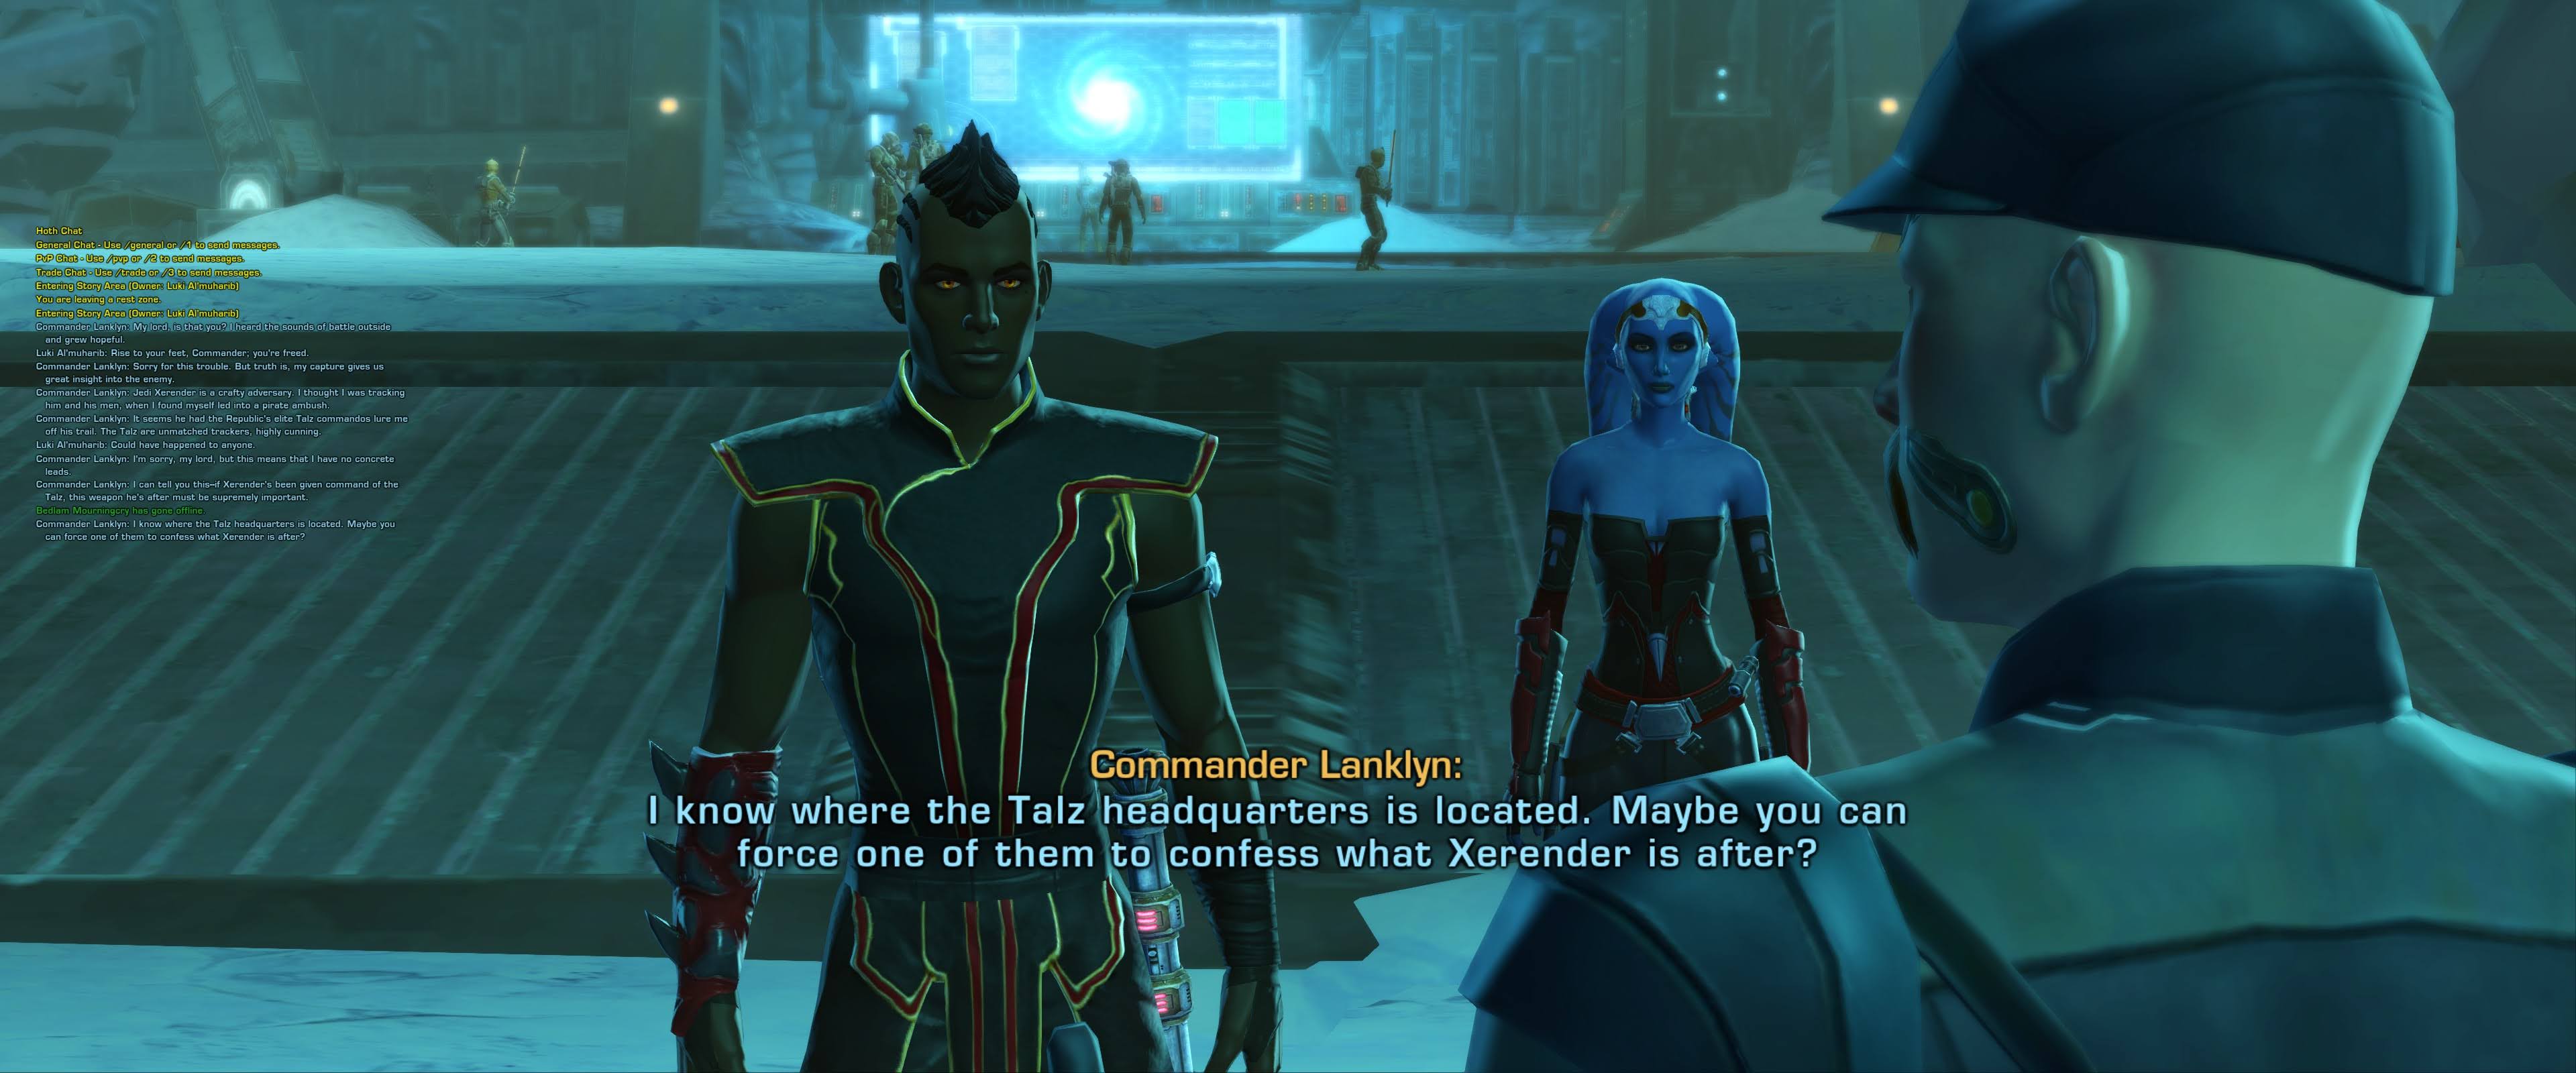 Hoth Chat
General Chat - Use /general or /1 to send messages.
PvP Chat - Use /pvp or /2 to send messages.
Trade Chat - Use /trade or /3 to send messages.
Entering Story Area (Owner: Luki Al'muharib)
You are leaving a rest zone.
Entering Story Area (Owner: Luki Al'muharib)
Commander Lanklyn: My lord, is that you? I heard the sounds of battle outside
and grew hopeful.
Luki Al'muharib: Rise to your feet, Commander; you're freed.
Commander Lanklyn: Sorry for this trouble. But truth is, my capture gives us
great insight into the enemy.
Commander Lanklyn: Jedi Xerender is a crafty adversary. I thought I was tracking
him and his men, when I found myself led into a pirate ambush.
Commander Lanklyn: It seems he had the Republic's elite Talz commandos lure me
off his trail. The Talz are unmatched trackers, highly cunning.
Luki Al'muharib: Could have happened to anyone.
Commander Lanklyn: I'm sorry, my lord, but this means that I have no concrete
leads.
Commander Lanklyn: I can tell you this—if Xerender's been given command of the
Talz, this weapon he's after must be supremely important.
Bedlam Mourningcry has gone offline.
Commander Lanklyn: I know where the Talz headquarters is located. Maybe you
can force one of them to confess what Xerender is after?
Commander Lanklyn:
I know where the Talz headquarters is located. Maybe you can
force one of them to confess what Xerender is after?